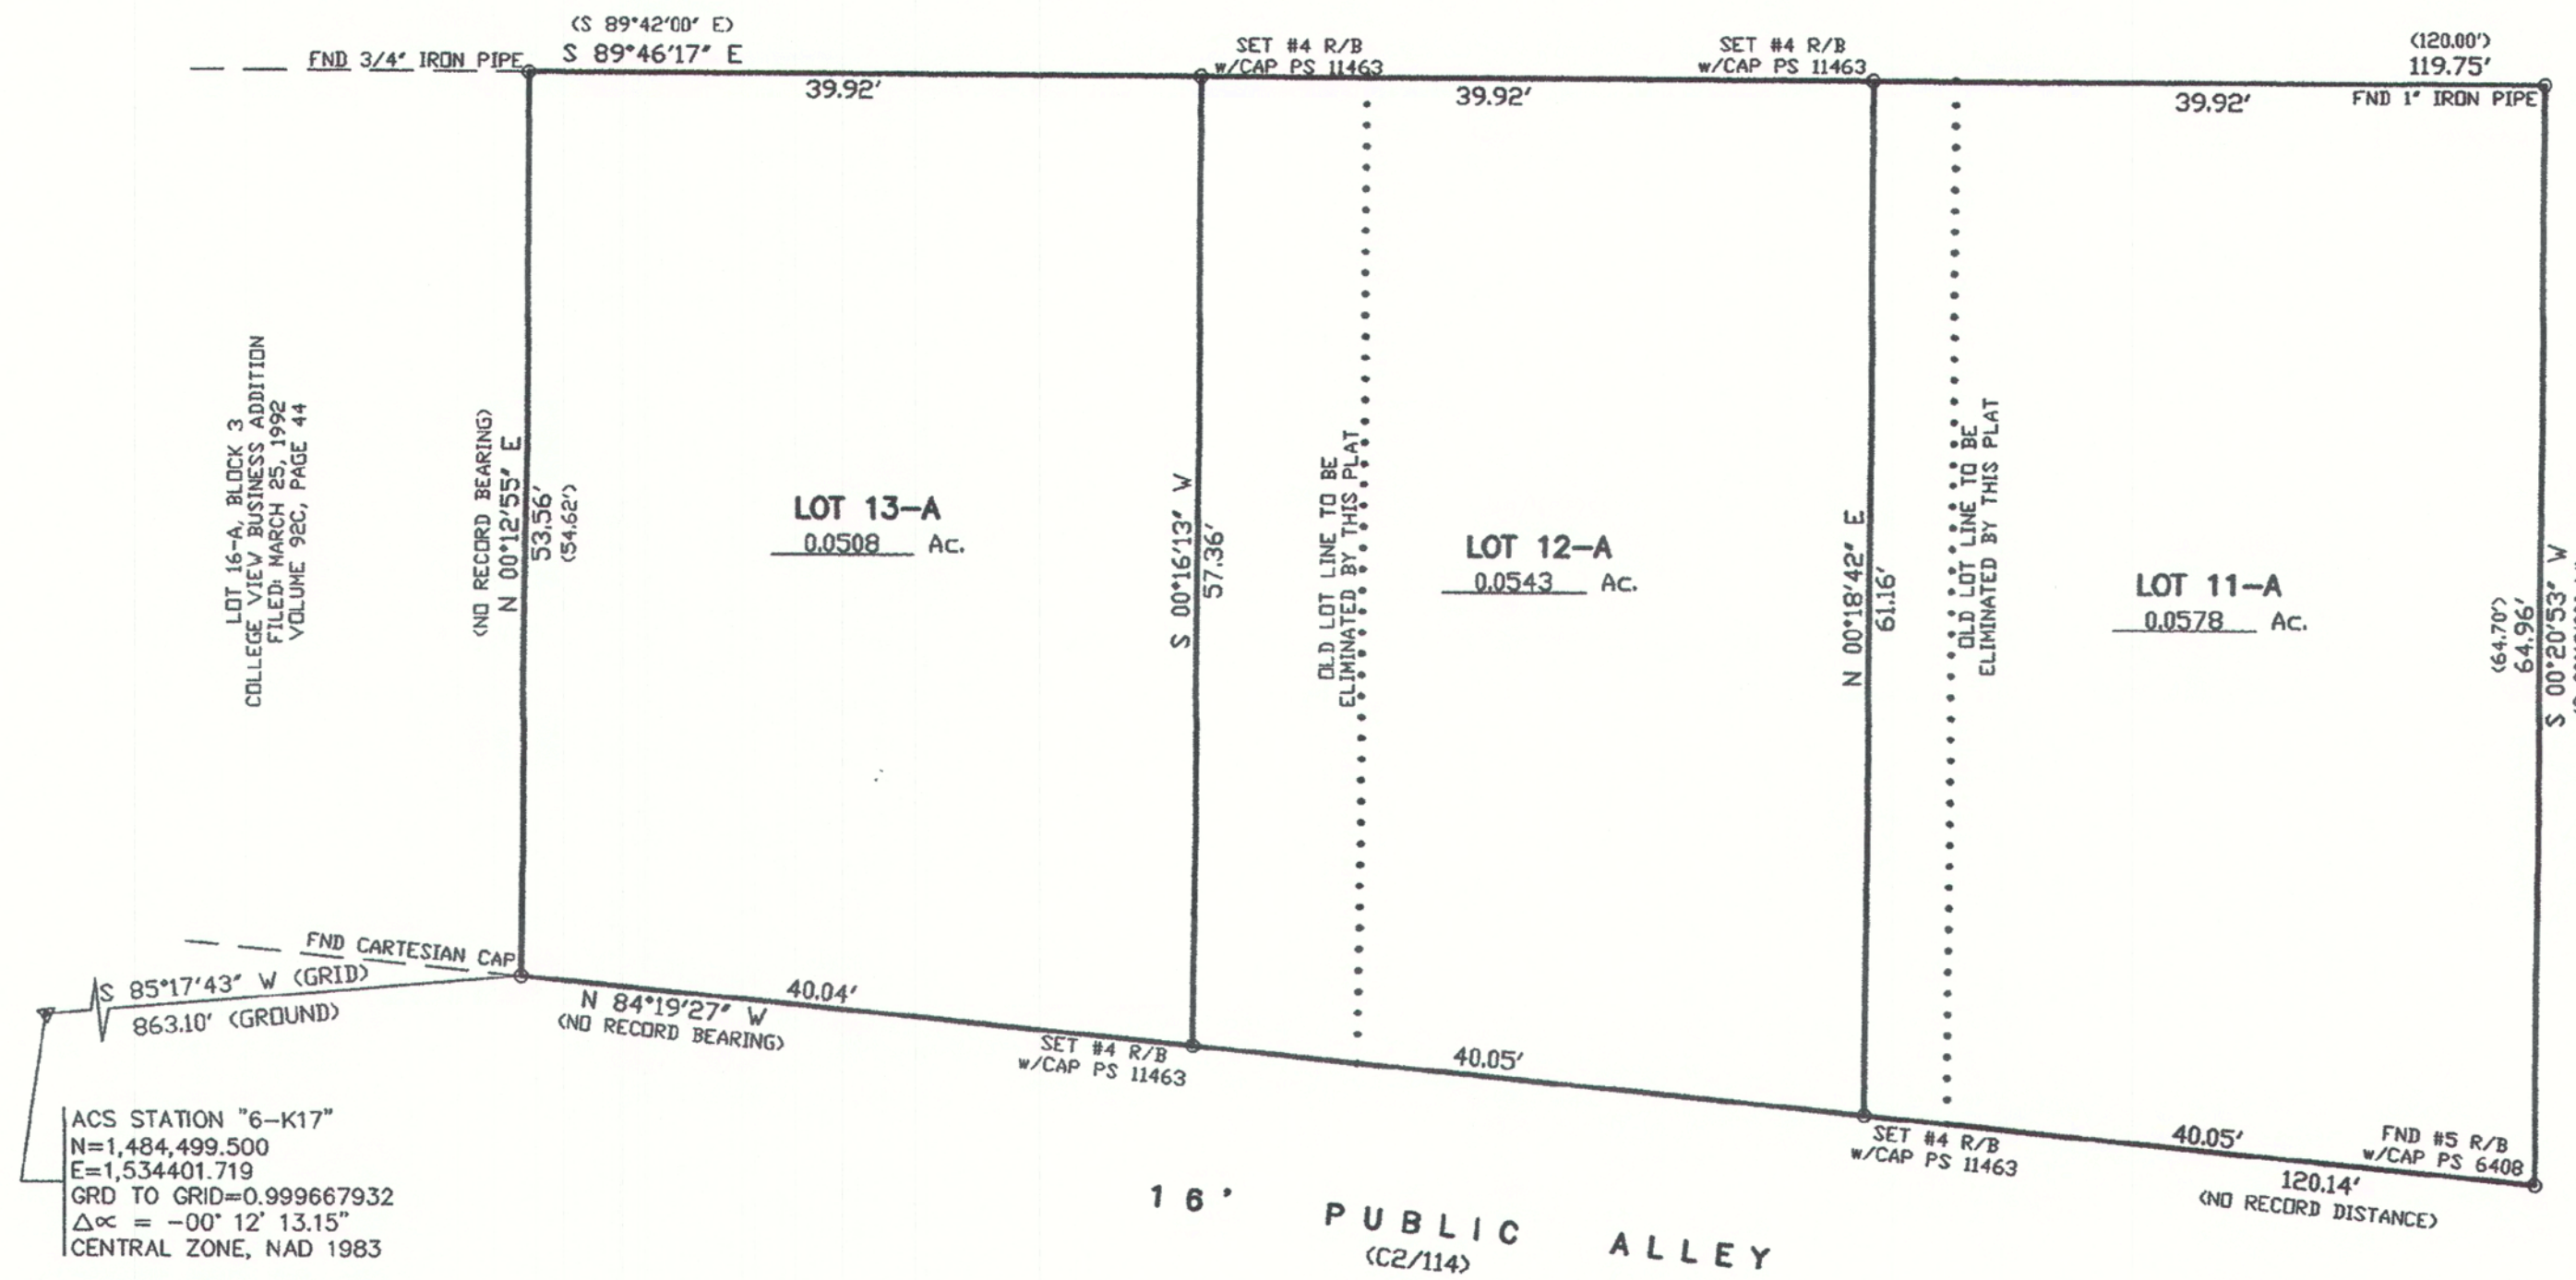 (S 89°42'00" E)
S 89°46'17" E
FND 3/4" IRON PIPE
39.92'
SET #4 R/B
w/CAP PS 11463
39.92'
SET #4 R/B
w/CAP PS 11463
39.92'
(120.00')
119.75'
FND 1" IRON PIPE
LOT 16-A, BLOCK 3
COLLEGE VIEW BUSINESS ADDITION
FILED: MARCH 25, 1992
VOLUME 92C, PAGE 44
(NO RECORD BEARING)
N 00°12'55" E
53.56'
(54.62')
LOT 13-A
0.0508 Ac.
S 00°16'13" W
57.36'
OLD LOT LINE TO BE
ELIMINATED BY THIS PLAT
LOT 12-A
0.0543 Ac.
N 00°18'42" E
61.16'
OLD LOT LINE TO BE
ELIMINATED BY THIS PLAT
LOT 11-A
0.0578 Ac.
(64.70')
64.96'
S 00°20'53" W
FND CARTESIAN CAP
S 85°17'43" W (GRID)
863.10' (GROUND)
40.04'
N 84°19'27" W
(NO RECORD BEARING)
SET #4 R/B
w/CAP PS 11463
40.05'
SET #4 R/B
w/CAP PS 11463
40.05'
FND #5 R/B
w/CAP PS 6408
120.14'
(NO RECORD DISTANCE)
ACS STATION "6-K17"
N=1,484,499.500
E=1,534401.719
GRD TO GRID=0.999667932
Δ∝ = -00° 12' 13.15"
CENTRAL ZONE, NAD 1983
16' PUBLIC ALLEY
(C2/114)